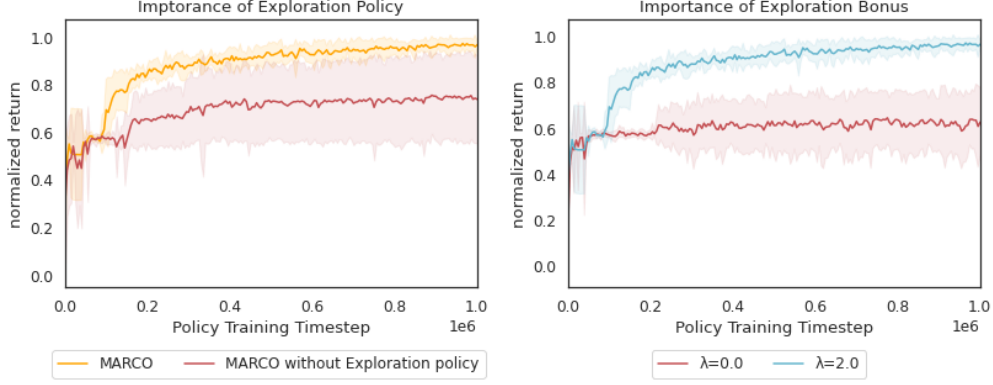 Imptorance of Exploration Policy
normalized return
1.0
0.8
0.6
0.4
0.2
0.0
0.0 0.2 0.4 0.6 0.8 1.0
1e6
Policy Training Timestep
MARCO MARCO without Exploration policy
Importance of Exploration Bonus
normalized return
1.0
0.8
0.6
0.4
0.2
0.0
0.0 0.2 0.4 0.6 0.8 1.0
1e6
Policy Training Timestep
λ=0.0 λ=2.0